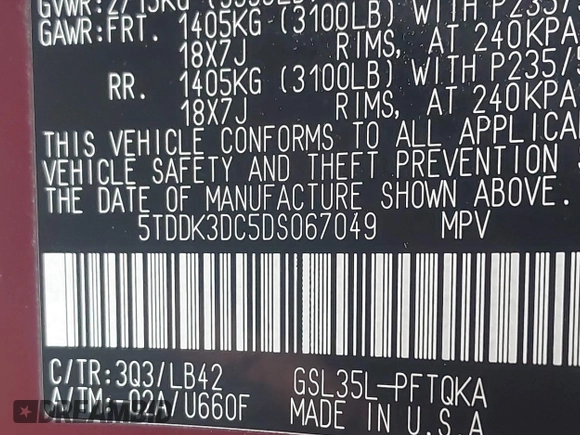 GAWR:FRT. 1405KG (3100LB) WITH P235/
18X7J RIMS, AT 240KPA
RR. 1405KG (3100LB) WITH P235/
18X7J RIMS, AT 240KPA
THIS VEHICLE CONFORMS TO ALL APPLICA
VEHICLE SAFETY AND THEFT PREVENTION
THE DATE OF MANUFACTURE SHOWN ABOVE.
5TDDK3DC5DS067049 MPV
C/TR:3Q3/LB42 GSL35L-PFTQKA
A/TM:-02A/U660F MADE IN U.S.A